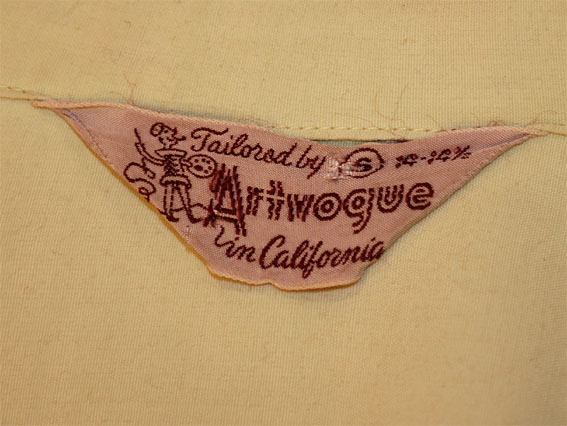 Tailored by S 14-14½
Artvogue
in California